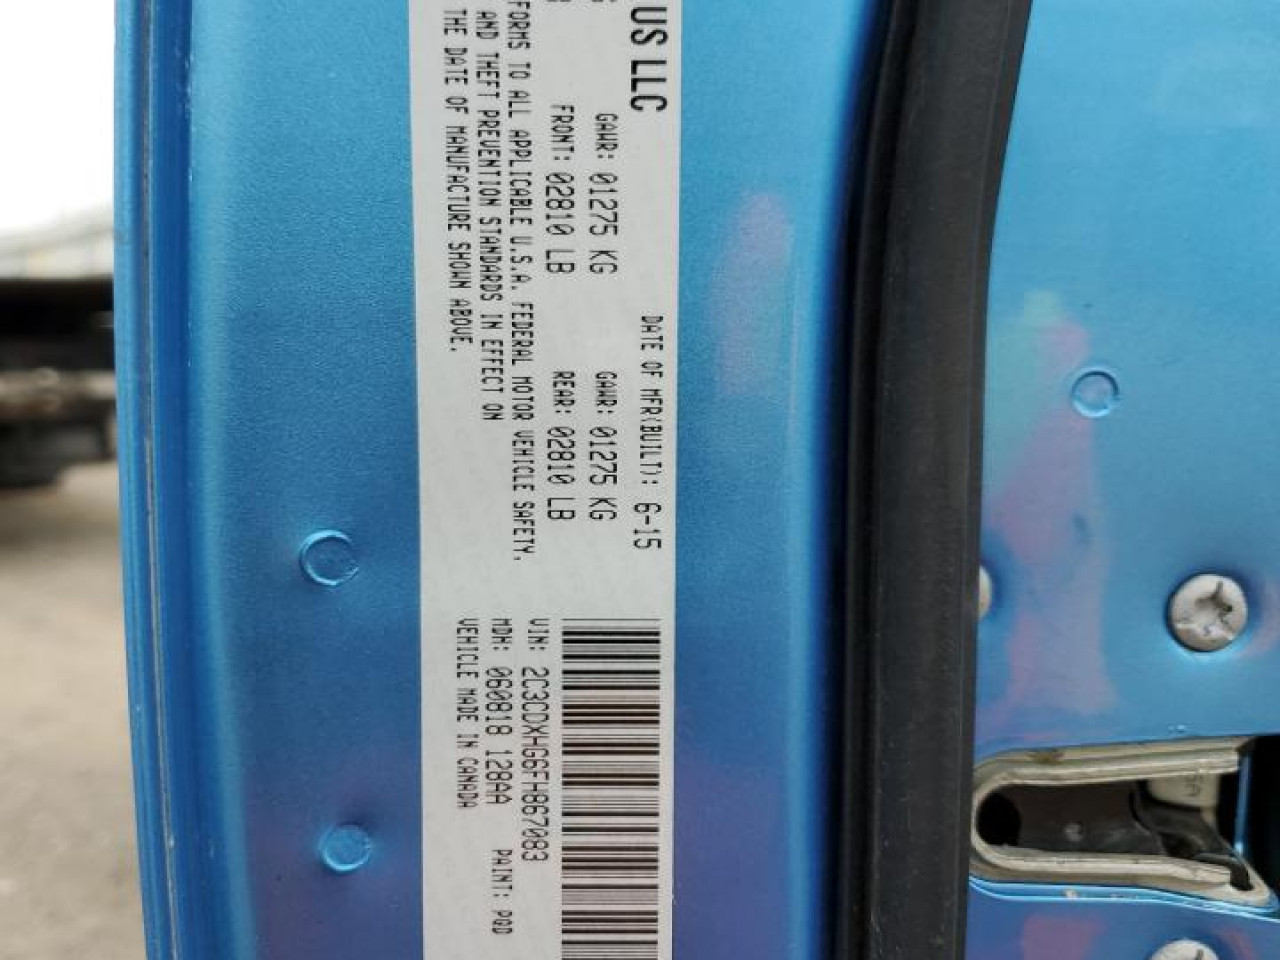 US LLC
DATE OF MFR(BUILT): 6-15
GAWR: 01275 KG
GAWR: 01275 KG
FRONT: 02810 LB
REAR: 02810 LB
FORMS TO ALL APPLICABLE U.S.A. FEDERAL MOTOR VEHICLE SAFETY,
AND THEFT PREVENTION STANDARDS IN EFFECT ON
THE DATE OF MANUFACTURE SHOWN ABOVE.
VIN: 2C3CDXHG6FH867083
MDH: 060818 128AA PAINT: PQD
VEHICLE MADE IN CANADA